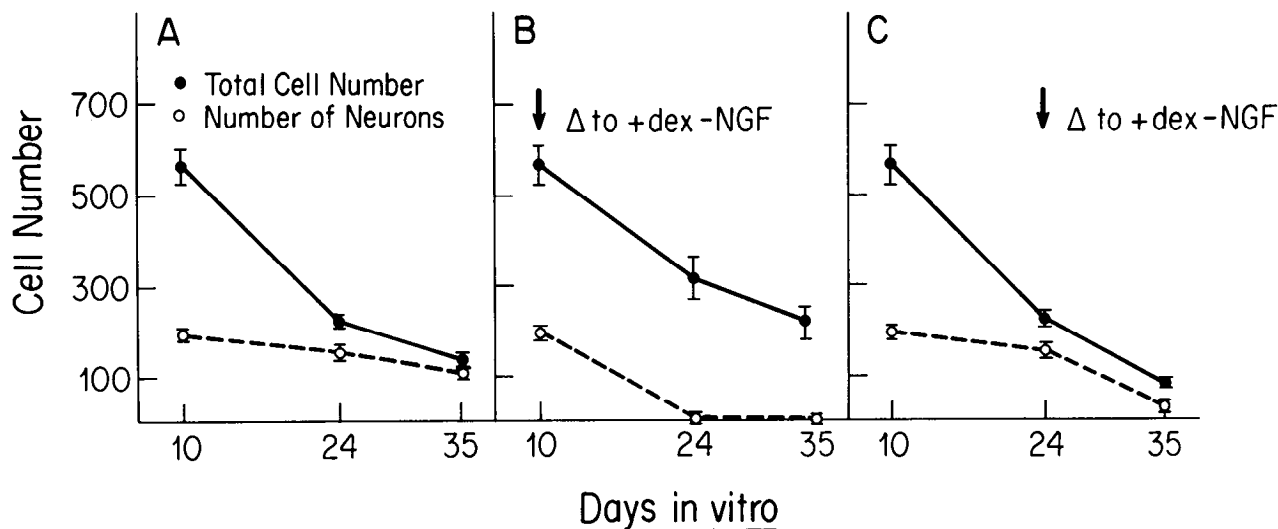 A
● Total Cell Number
○ Number of Neurons
B
Δ to +dex-NGF
C
Δ to +dex-NGF
Cell Number
700
500
300
100
10 24 35
10 24 35
10 24 35
Days in vitro